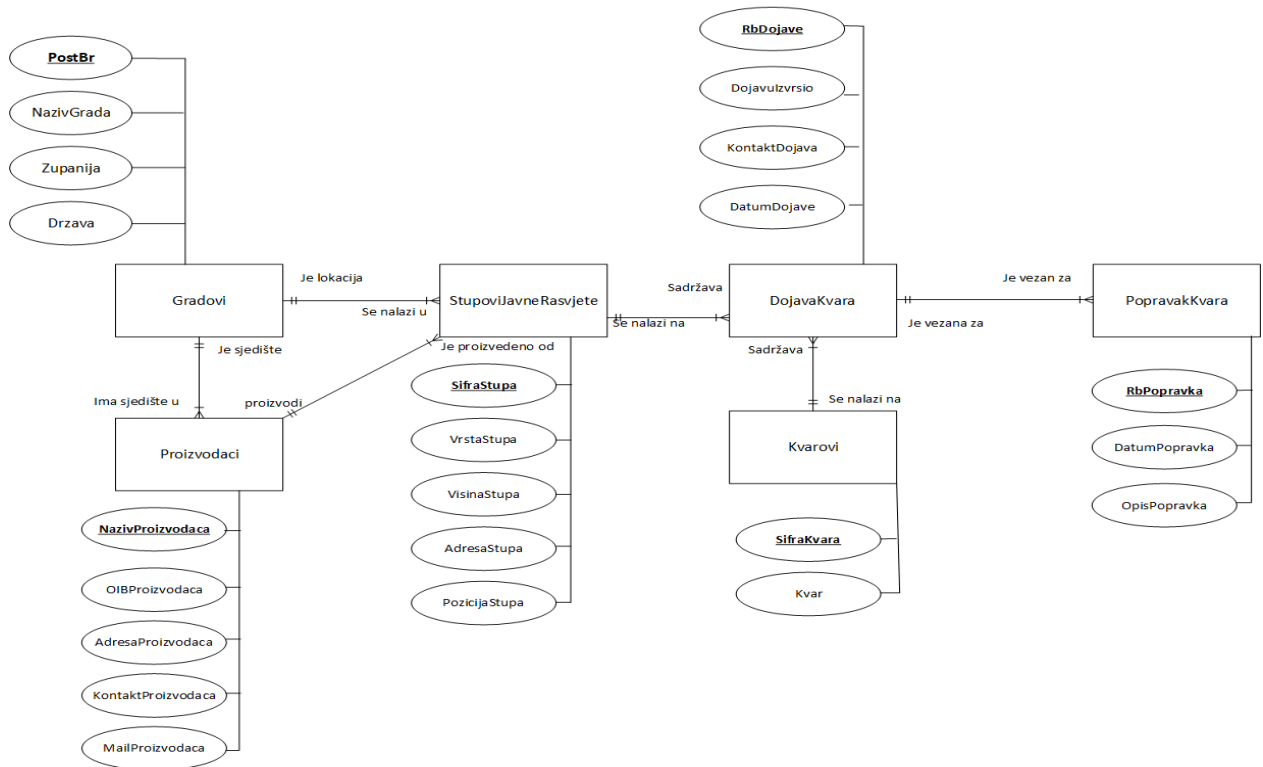 RbDojave
PostBr
DojavuIzvrsio
NazivGrada
KontaktDojava
Zupanija
DatumDojave
Drzava
Je lokacija
Sadržava
Je vezan za
Gradovi
StupoviJavneRasvjete
DojavaKvara
PopravakKvara
Se nalazi u
Se nalazi na
Je vezana za
Je sjedište
Je proizvedeno od
Sadržava
SifraStupa
RbPopravka
Ima sjedište u
proizvodi
Se nalazi na
VrstaStupa
Kvarovi
DatumPopravka
Proizvodaci
VisinaStupa
OpisPopravka
NazivProizvodaca
SifraKvara
AdresaStupa
OIBProizvodaca
Kvar
PozicijaStupa
AdresaProizvodaca
KontaktProizvodaca
MailProizvodaca